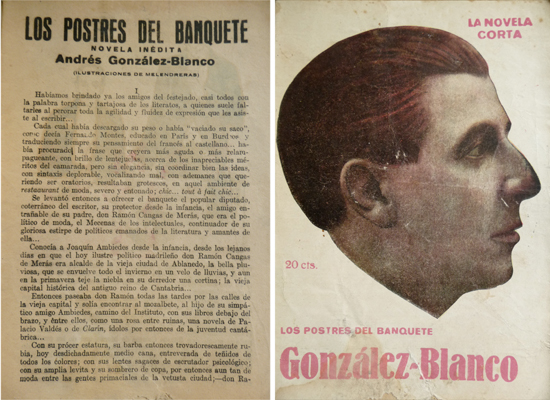 LOS POSTRES DEL BANQUETE
NOVELA INÉDITA
Andrés González-Blanco
(ILUSTRACIONES DE MELENDRERAS)
I
Habíamos brindado ya los amigos del festejado, casi todos con
la palabra torpona y fartajosa de los literatos, a quienes suele fal-
tarles al perorar toda la agilidad y fluidez de expresión que les asis-
te al escribir...
Cada cual había descargado su peso o había "vaciado su saco",
como decía Fernando Montes, educado en París y en Burdeos y
traduciendo siempre su pensamiento del francés al castellano... ha-
bía procurado la frase que creyera más aguda o más relam-
pagueante, con brillo de lentejuelas, acerca de los inapreciables méri-
tos del camarada, pero sin elegancia, sin coordinar bien las ideas,
con sintaxis deplorable, vocalizando mal, con ademanes que que-
riendo ser oratorios, resultaban grotescos, en aquel ambiente de
restaurant de moda, severo y estirado; chic... tout à fait chic...
Se levantó entonces a ofrecer el banquete el popular diputado,
coterráneo del escritor, su protector desde la infancia, el amigo en-
trañable de su padre, don Ramón Cangas de Merás, que era el po-
lítico de moda, el Mecenas de los intelectuales, continuador de su
gloriosa estirpe de políticos emanados de la literatura y amantes de
ella...
Conocía a Joaquín Ambiedes desde la infancia, desde los lejanos
días en que el hoy ilustre político madrileño don Ramón Cangas
de Merás era alcalde de la vieja ciudad de Ablanedo, la bella plu-
viosa, que se envuelve todo el invierno en un velo de lluvias, y aun
en la primavera teje la niebla en su derredor una cortina; la vieja
capital histórica del antiguo reino de Cantabria...
Entonces paseaba don Ramón todas las tardes por las calles de
la vieja capital y solía encontrar al mozalbete, al hijo de su simpá-
tico amigo Ambiedes, camino del Instituto, con sus libros debajo del
brazo, y entre ellos, como una rosa entre ruinas, una novela de Pa-
lacio Valdés o de Clarín, ídolos por entonces de la juventud cantá-
brica...
Con su prócer estatura, su barba entonces trovadorescamente ru-
bia, hoy desdichadamente medio cana, entreverada de teñidos de
todos los colores; con sus lentes sagaces de escrutador psicológico;
con su amplia levita y su sombrero de copa, por entonces aun tan de
moda entre las gentes primaciales de la vetusta ciudad;—don Ra-
LA NOVELA
CORTA
20 cts.
LOS POSTRES DEL BANQUETE
González-Blanco